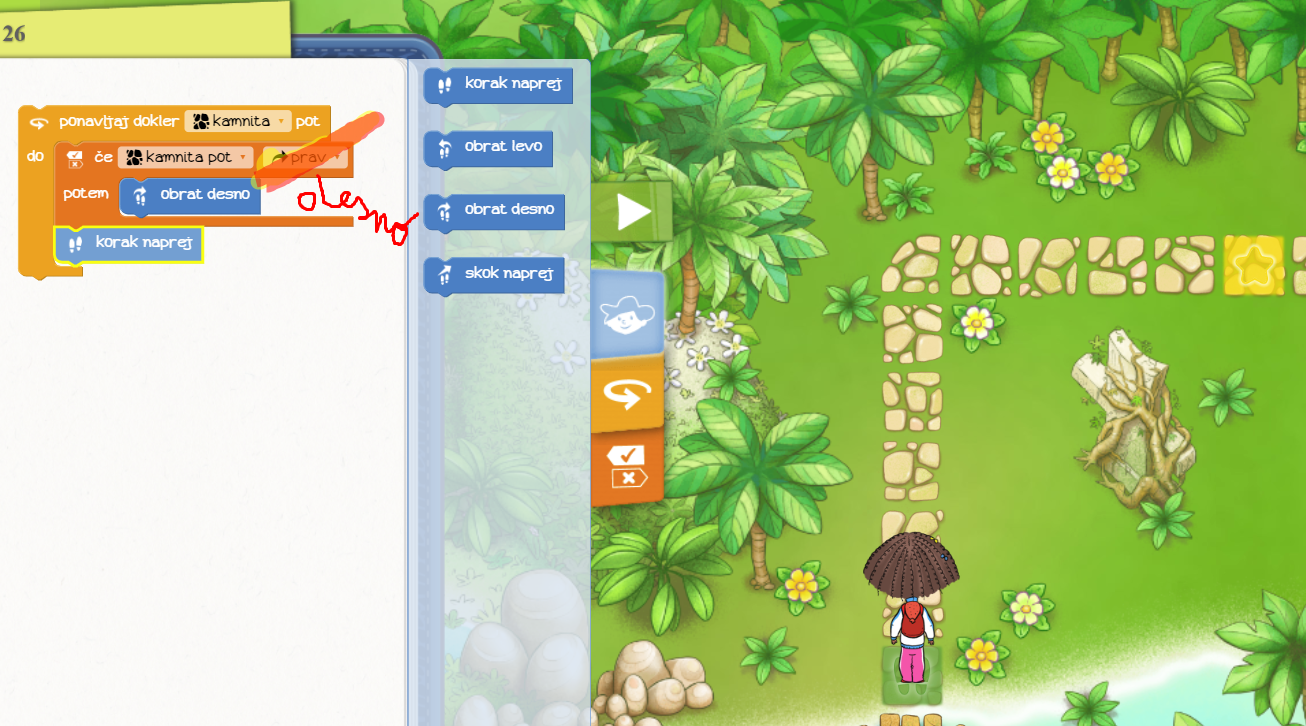 26
ponavljaj dokler kamnita pot
do če kamnita pot prav
potem obrat desno
desno
korak naprej
korak naprej
obrat levo
obrat desno
skok naprej